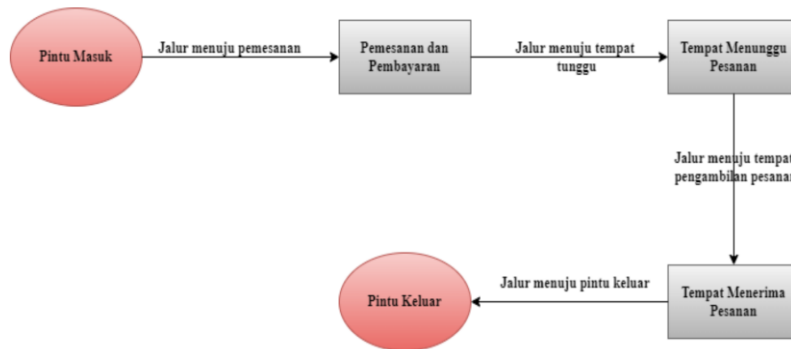 Pintu Masuk
Jalur menuju pemesanan
Pemesanan dan
Pembayaran
Jalur menuju tempat
tunggu
Tempat Menunggu
Pesanan
Jalur menuju tempat
pengambilan pesanan
Tempat Menerima
Pesanan
Jalur menuju pintu keluar
Pintu Keluar